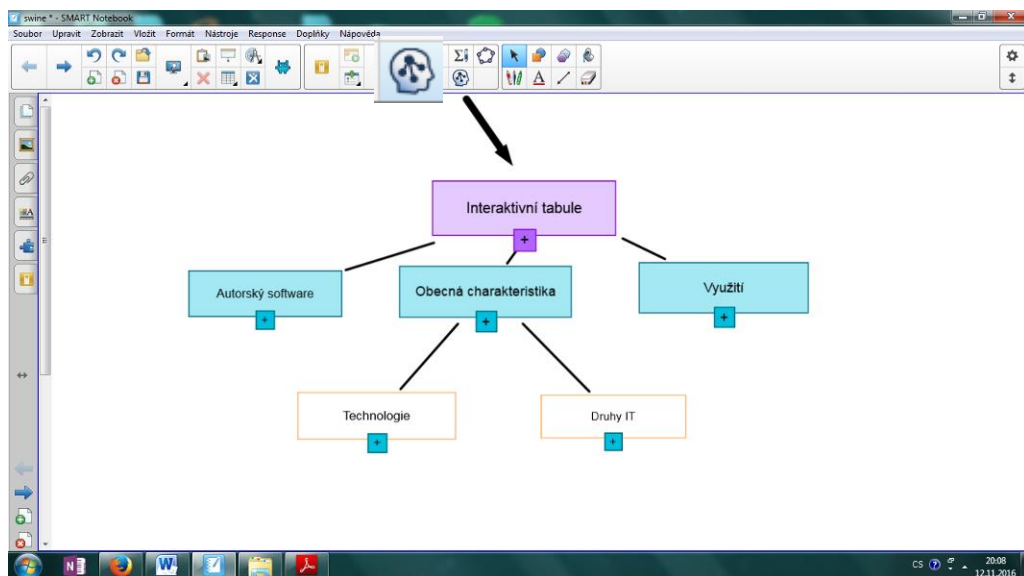 swine * - SMART Notebook
Soubor Upravit Zobrazit Vložit Formát Nástroje Response Doplňky Nápověda
Interaktivní tabule
+
Autorský software
+
Obecná charakteristika
+
Využití
+
Technologie
+
Druhy IT
+
CS
20:08
12.11.2016